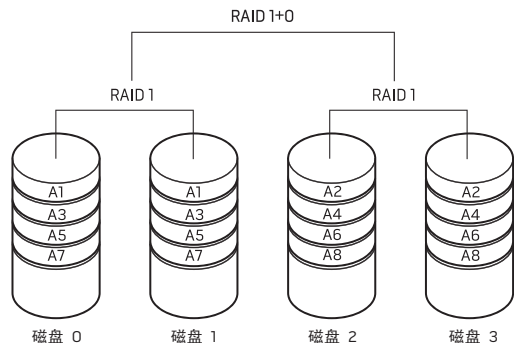 RAID 1+0
RAID 1 RAID 1
A1 A1 A2 A2
A3 A3 A4 A4
A5 A5 A6 A6
A7 A7 A8 A8
磁盘 0 磁盘 1 磁盘 2 磁盘 3